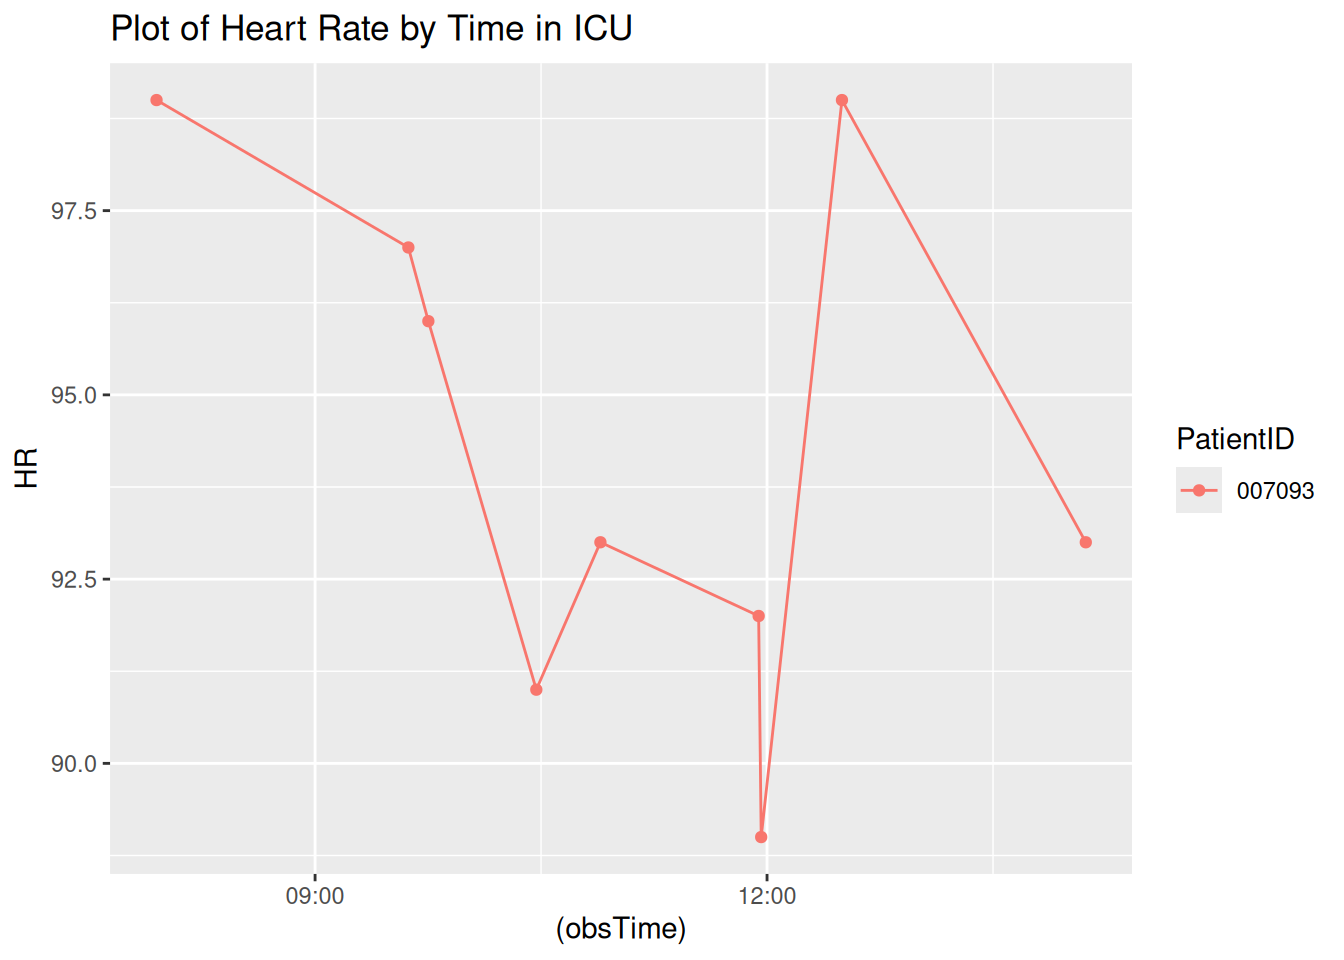 Plot of Heart Rate by Time in ICU
97.5
95.0
92.5
90.0
HR
09:00
12:00
(obsTime)
PatientID
007093